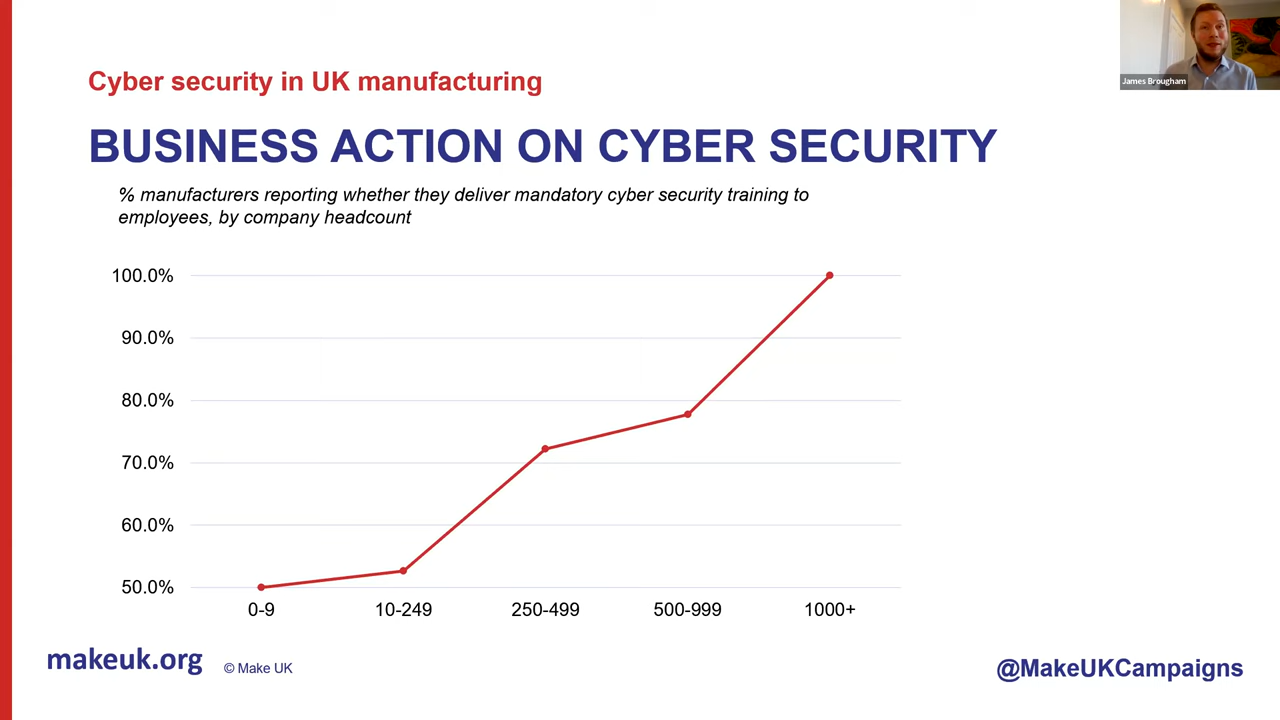 James Brougham
Cyber security in UK manufacturing
BUSINESS ACTION ON CYBER SECURITY
% manufacturers reporting whether they deliver mandatory cyber security training to
employees, by company headcount
100.0%
90.0%
80.0%
70.0%
60.0%
50.0%
0-9 10-249 250-499 500-999 1000+
makeuk.org © Make UK @MakeUKCampaigns